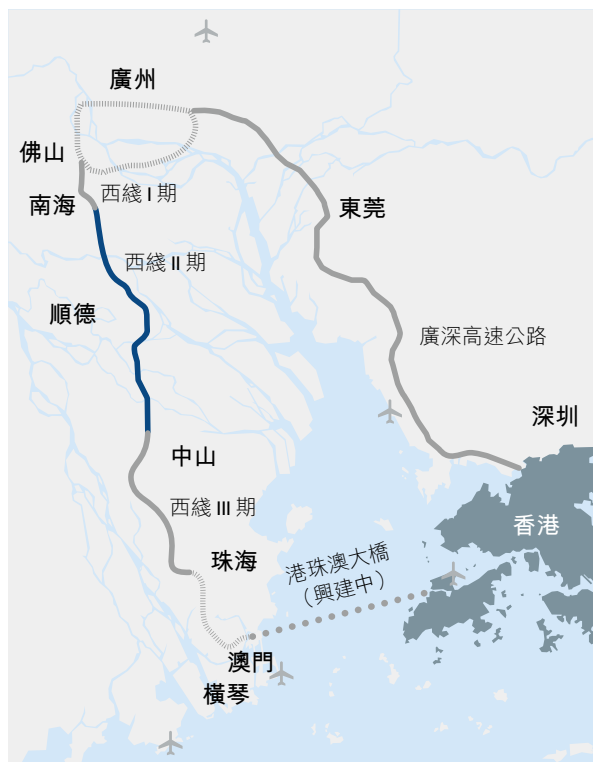 廣州
佛山
西綫 I 期
南海
東莞
西綫 II 期
順德
廣深高速公路
深圳
中山
西綫 III 期
香港
珠海
港珠澳大橋
（興建中）
澳門
橫琴